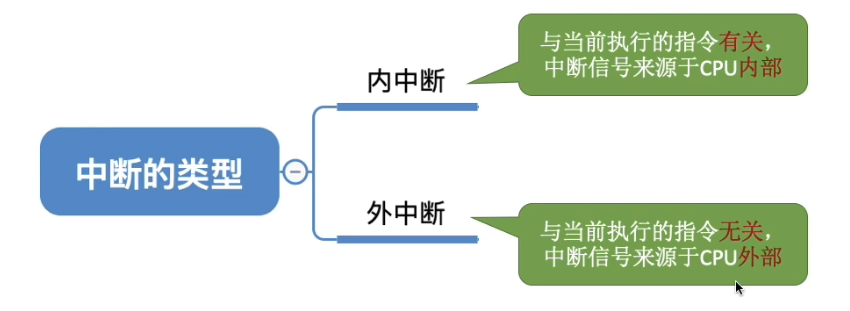 中断的类型
内中断
与当前执行的指令有关，
中断信号来源于CPU内部
外中断
与当前执行的指令无关，
中断信号来源于CPU外部